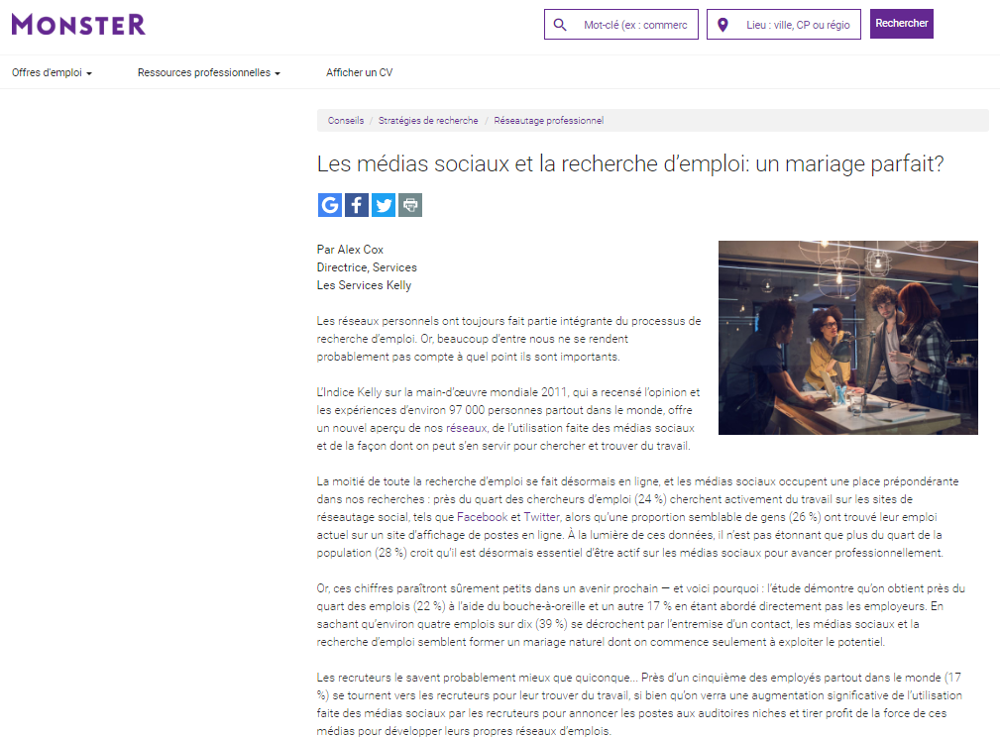 MONSTER
Mot-clé (ex : commerc
Lieu : ville, CP ou régio
Rechercher
Offres d'emploi
Ressources professionnelles
Afficher un CV
Conseils / Stratégies de recherche / Réseautage professionnel
Les médias sociaux et la recherche d’emploi: un mariage parfait?
Par Alex Cox
Directrice, Services
Les Services Kelly
Les réseaux personnels ont toujours fait partie intégrante du processus de
recherche d’emploi. Or, beaucoup d’entre nous ne se rendent
probablement pas compte à quel point ils sont importants.
L’Indice Kelly sur la main-d’œuvre mondiale 2011, qui a recensé l’opinion et
les expériences d’environ 97 000 personnes partout dans le monde, offre
un nouvel aperçu de nos réseaux, de l’utilisation faite des médias sociaux
et de la façon dont on peut s’en servir pour chercher et trouver du travail.
La moitié de toute la recherche d’emploi se fait désormais en ligne, et les médias sociaux occupent une place prépondérante
dans nos recherches : près du quart des chercheurs d’emploi (24 %) cherchent activement du travail sur les sites de
réseautage social, tels que Facebook et Twitter, alors qu’une proportion semblable de gens (26 %) ont trouvé leur emploi
actuel sur un site d’affichage de postes en ligne. À la lumière de ces données, il n’est pas étonnant que plus du quart de la
population (28 %) croit qu’il est désormais essentiel d’être actif sur les médias sociaux pour avancer professionnellement.
Or, ces chiffres paraîtront sûrement petits dans un avenir prochain — et voici pourquoi : l’étude démontre qu’on obtient près du
quart des emplois (22 %) à l’aide du bouche-à-oreille et un autre 17 % en étant abordé directement pas les employeurs. En
sachant qu’environ quatre emplois sur dix (39 %) se décrochent par l’entremise d’un contact, les médias sociaux et la
recherche d’emploi semblent former un mariage naturel dont on commence seulement à exploiter le potentiel.
Les recruteurs le savent probablement mieux que quiconque... Près d’un cinquième des employés partout dans le monde (17
%) se tournent vers les recruteurs pour leur trouver du travail, si bien qu’on verra une augmentation significative de l’utilisation
faite des médias sociaux par les recruteurs pour annoncer les postes aux auditoires niches et tirer profit de la force de ces
médias pour développer leurs propres réseaux d’emplois.